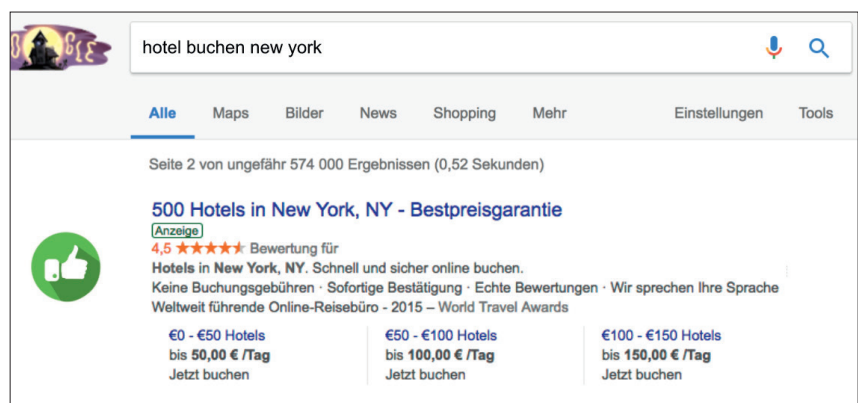 hotel buchen new york
Alle Maps Bilder News Shopping Mehr Einstellungen Tools
Seite 2 von ungefähr 574 000 Ergebnissen (0,52 Sekunden)
500 Hotels in New York, NY - Bestpreisgarantie
Anzeige
4,5 ★★★★★ Bewertung für
Hotels in New York, NY. Schnell und sicher online buchen.
Keine Buchungsgebühren · Sofortige Bestätigung · Echte Bewertungen · Wir sprechen Ihre Sprache
Weltweit führende Online-Reisebüro - 2015 – World Travel Awards
€0 - €50 Hotels €50 - €100 Hotels €100 - €150 Hotels
bis 50,00 € /Tag bis 100,00 € /Tag bis 150,00 € /Tag
Jetzt buchen Jetzt buchen Jetzt buchen